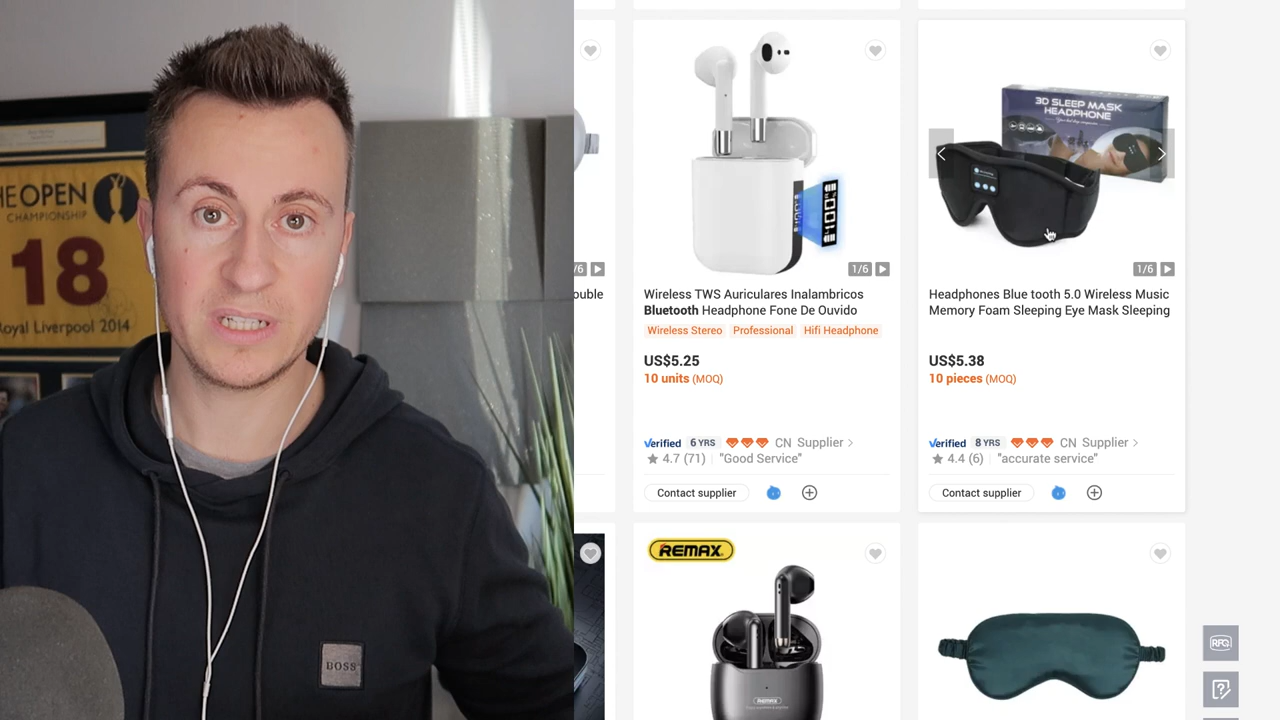 HE OPEN
CHAMPIONSHIP
18
Royal Liverpool 2014
BOSS
/6
ouble
100%
1/6
Wireless TWS Auriculares Inalambricos
Bluetooth Headphone Fone De Ouvido
Wireless Stereo
Professional
Hifi Headphone
US$5.25
10 units (MOQ)
Verified
6 YRS
CN Supplier >
4.7 (71)
"Good Service"
Contact supplier
3D SLEEP MASK
HEADPHONE
1/6
Headphones Blue tooth 5.0 Wireless Music
Memory Foam Sleeping Eye Mask Sleeping
US$5.38
10 pieces (MOQ)
Verified
8 YRS
CN Supplier >
4.4 (6)
"accurate service"
Contact supplier
REMAX
REMAX
RFQ